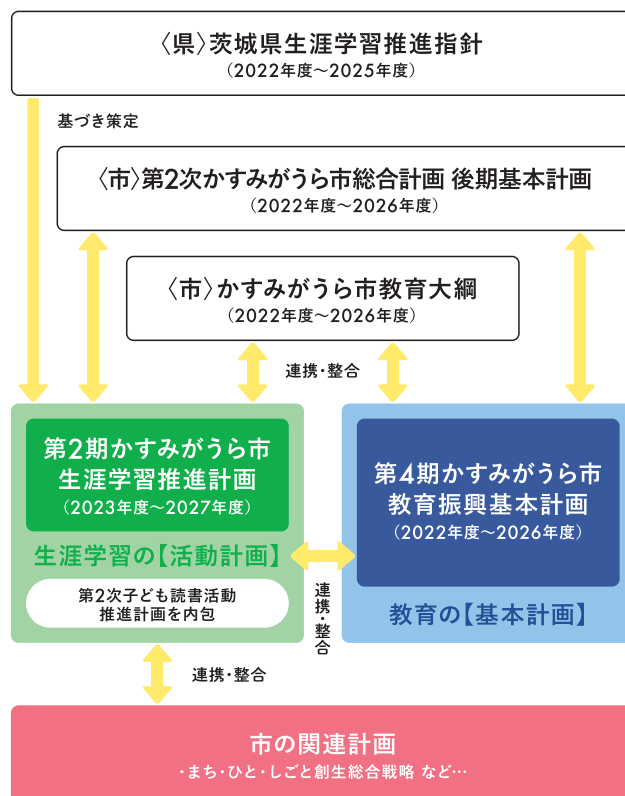 〈県〉茨城県生涯学習推進指針
（2022年度～2025年度）
基づき策定
〈市〉第2次かすみがうら市総合計画 後期基本計画
（2022年度～2026年度）
〈市〉かすみがうら市教育大綱
（2022年度～2026年度）
連携・整合
第2期かすみがうら市
生涯学習推進計画
（2023年度～2027年度）
生涯学習の【活動計画】
第2次子ども読書活動
推進計画を内包
連携・整合
第4期かすみがうら市
教育振興基本計画
（2022年度～2026年度）
教育の【基本計画】
連携・整合
市の関連計画
・まち・ひと・しごと創生総合戦略 など…